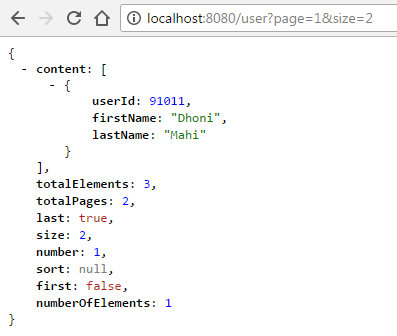 localhost:8080/user?page=1&size=2
{
- content: [
- {
userId: 91011,
firstName: "Dhoni",
lastName: "Mahi"
}
],
totalElements: 3,
totalPages: 2,
last: true,
size: 2,
number: 1,
sort: null,
first: false,
numberOfElements: 1
}